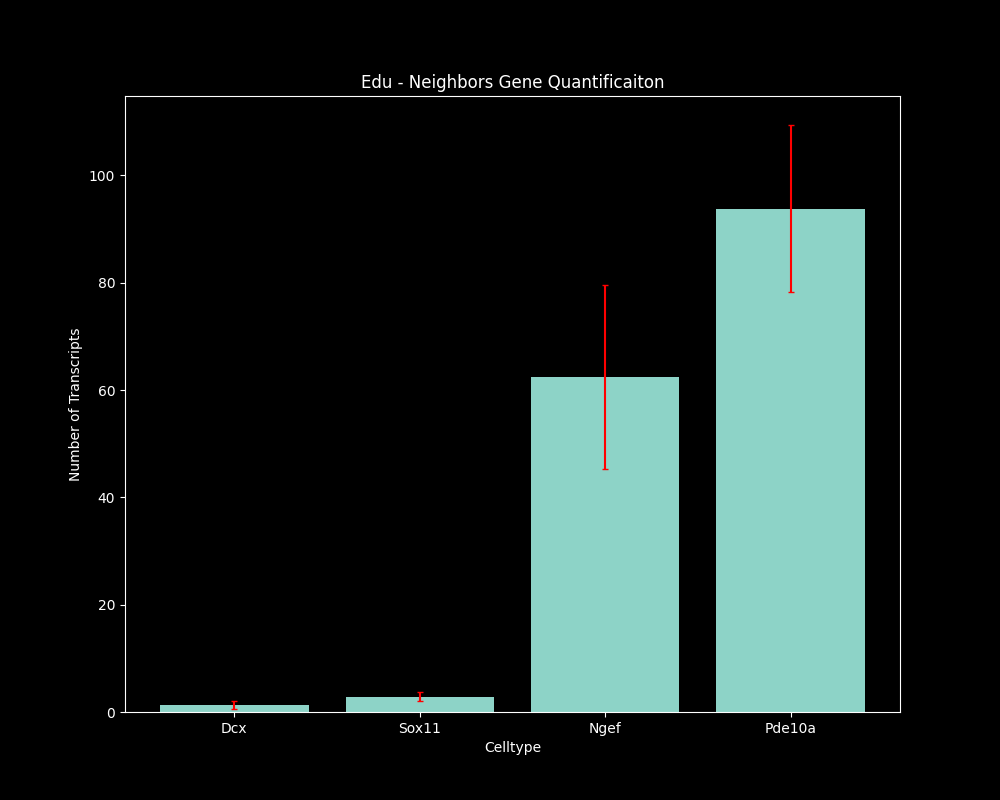 Edu - Neighbors Gene Quantificaiton
Number of Transcripts
100
80
60
40
20
0
Dcx Sox11 Ngef Pde10a
Celltype